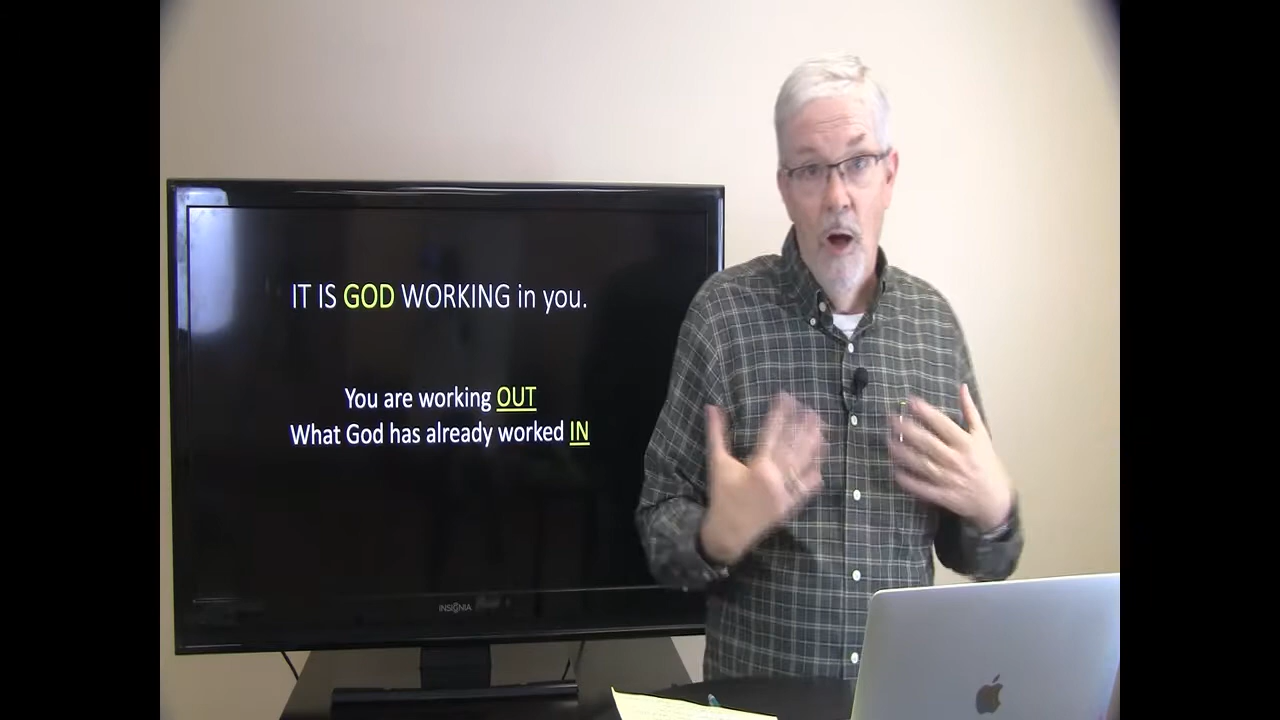 IT IS GOD WORKING in you.
You are working OUT
What God has already worked IN
INSIGNIA